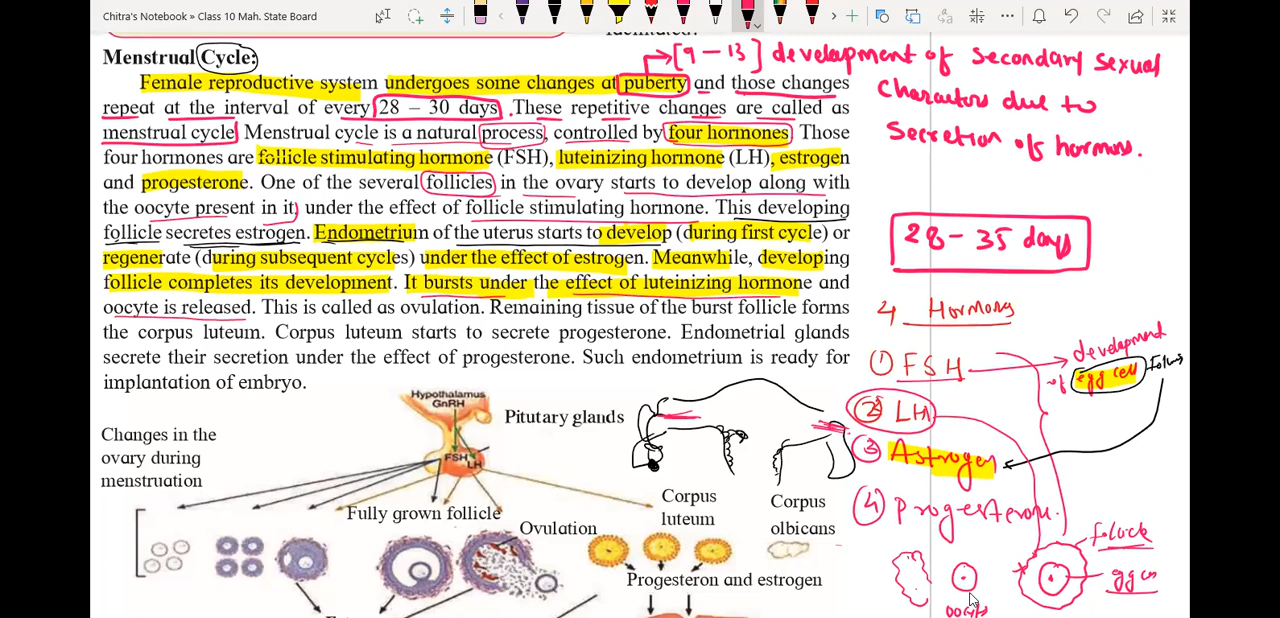 Chitra's Notebook » Class 10 Mah. State Board
Menstrual Cycle:
Female reproductive system undergoes some changes at puberty and those changes
repeat at the interval of every 28 – 30 days .These repetitive changes are called as
menstrual cycle. Menstrual cycle is a natural process, controlled by four hormones. Those
four hormones are follicle stimulating hormone (FSH), luteinizing hormone (LH), estrogen
and progesterone. One of the several follicles in the ovary starts to develop along with
the oocyte present in it, under the effect of follicle stimulating hormone. This developing
follicle secretes estrogen. Endometrium of the uterus starts to develop (during first cycle) or
regenerate (during subsequent cycles) under the effect of estrogen. Meanwhile, developing
follicle completes its development. It bursts under the effect of luteinizing hormone and
oocyte is released. This is called as ovulation. Remaining tissue of the burst follicle forms
the corpus luteum. Corpus luteum starts to secrete progesterone. Endometrial glands
secrete their secretion under the effect of progesterone. Such endometrium is ready for
implantation of embryo.
[9 – 13] development of secondary sexual
charactors due to
secretion of hormons.
28 – 35 days
4 Hormons
① FSH
development
of egg cell
② LH
③ Astrogen
④ Progesteron.
Hypothalamus
GnRH
Pitutary glands
FSH
LH
Changes in the
ovary during
menstruation
Fully grown follicle
Ovulation
Corpus
luteum
Corpus
olbicans
Progesteron and estrogen